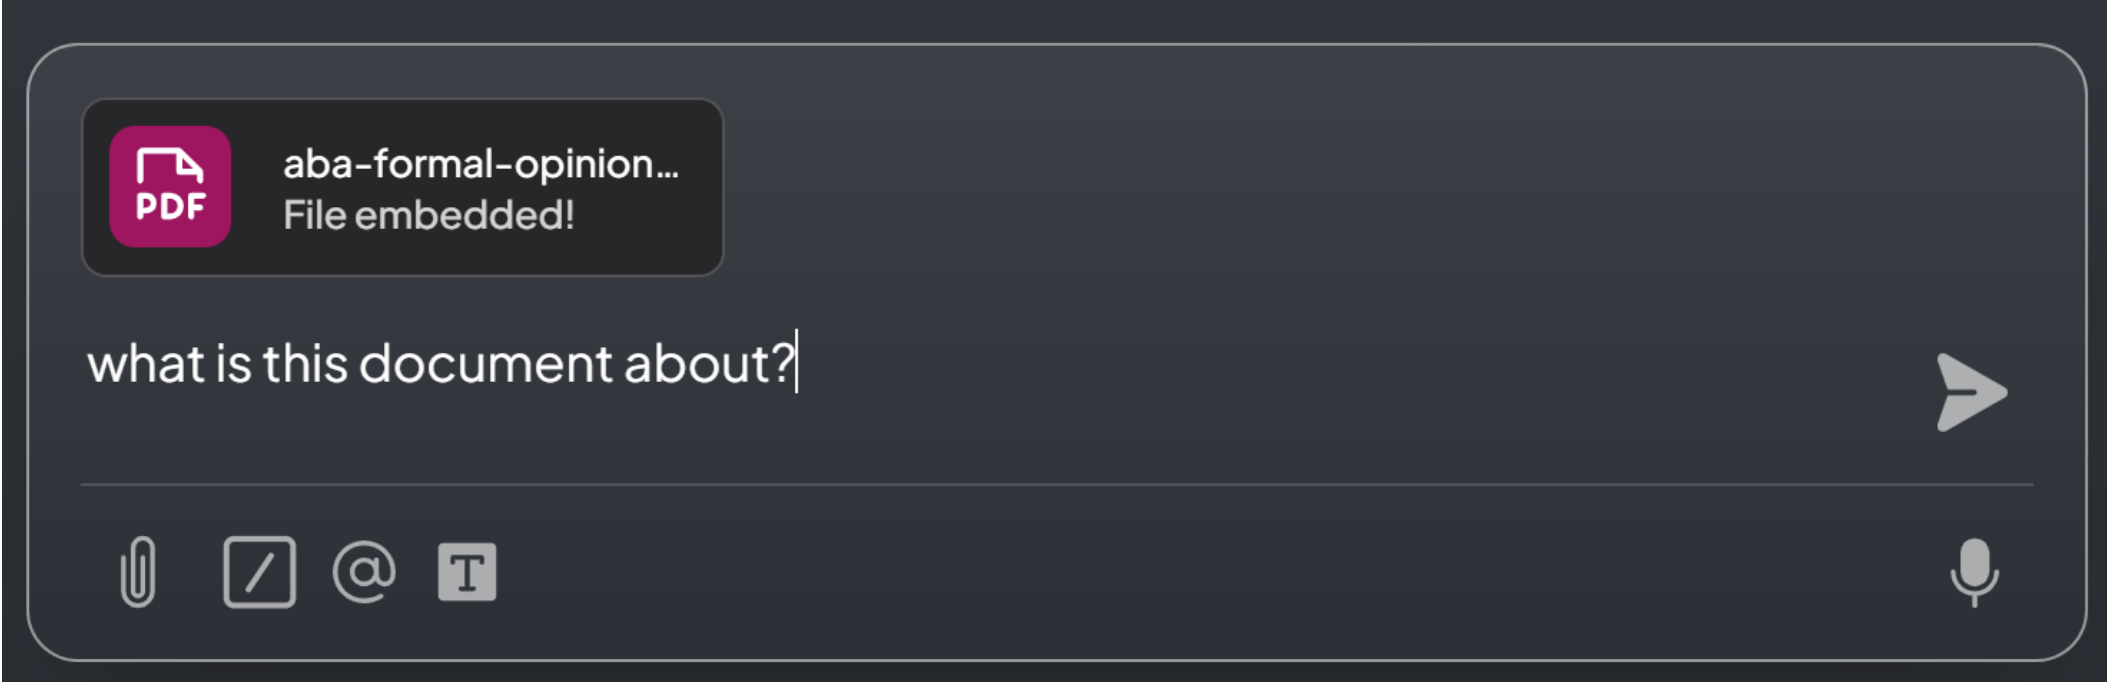 PDF
aba-formal-opinion...
File embedded!
what is this document about?
/
@
T